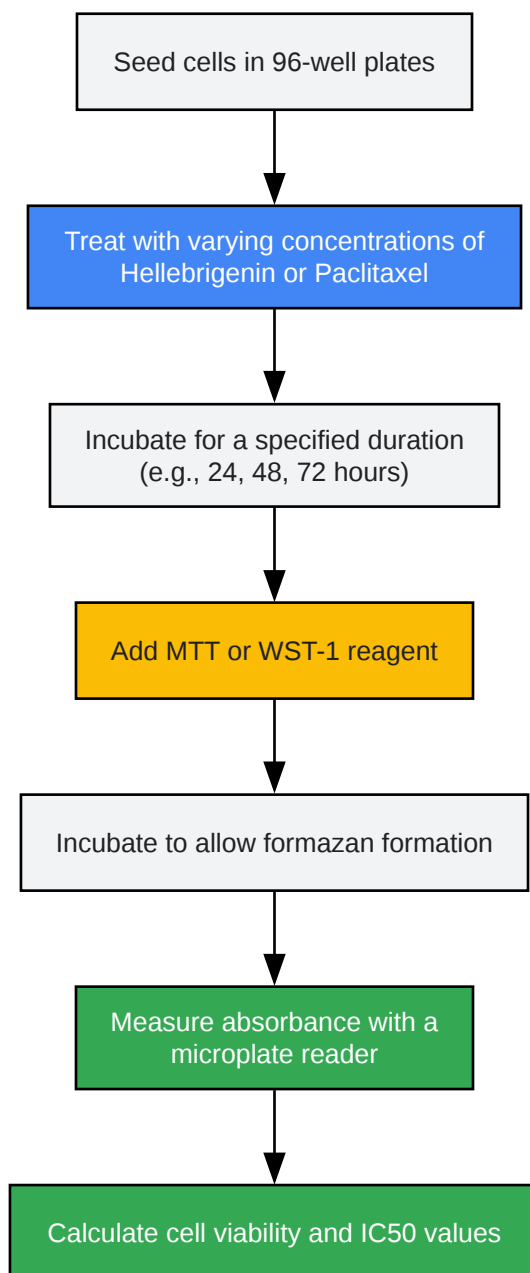 Seed cells in 96-well plates
Treat with varying concentrations of
Hellebrigenin or Paclitaxel
Incubate for a specified duration
(e.g., 24, 48, 72 hours)
Add MTT or WST-1 reagent
Incubate to allow formazan formation
Measure absorbance with a
microplate reader
Calculate cell viability and IC50 values